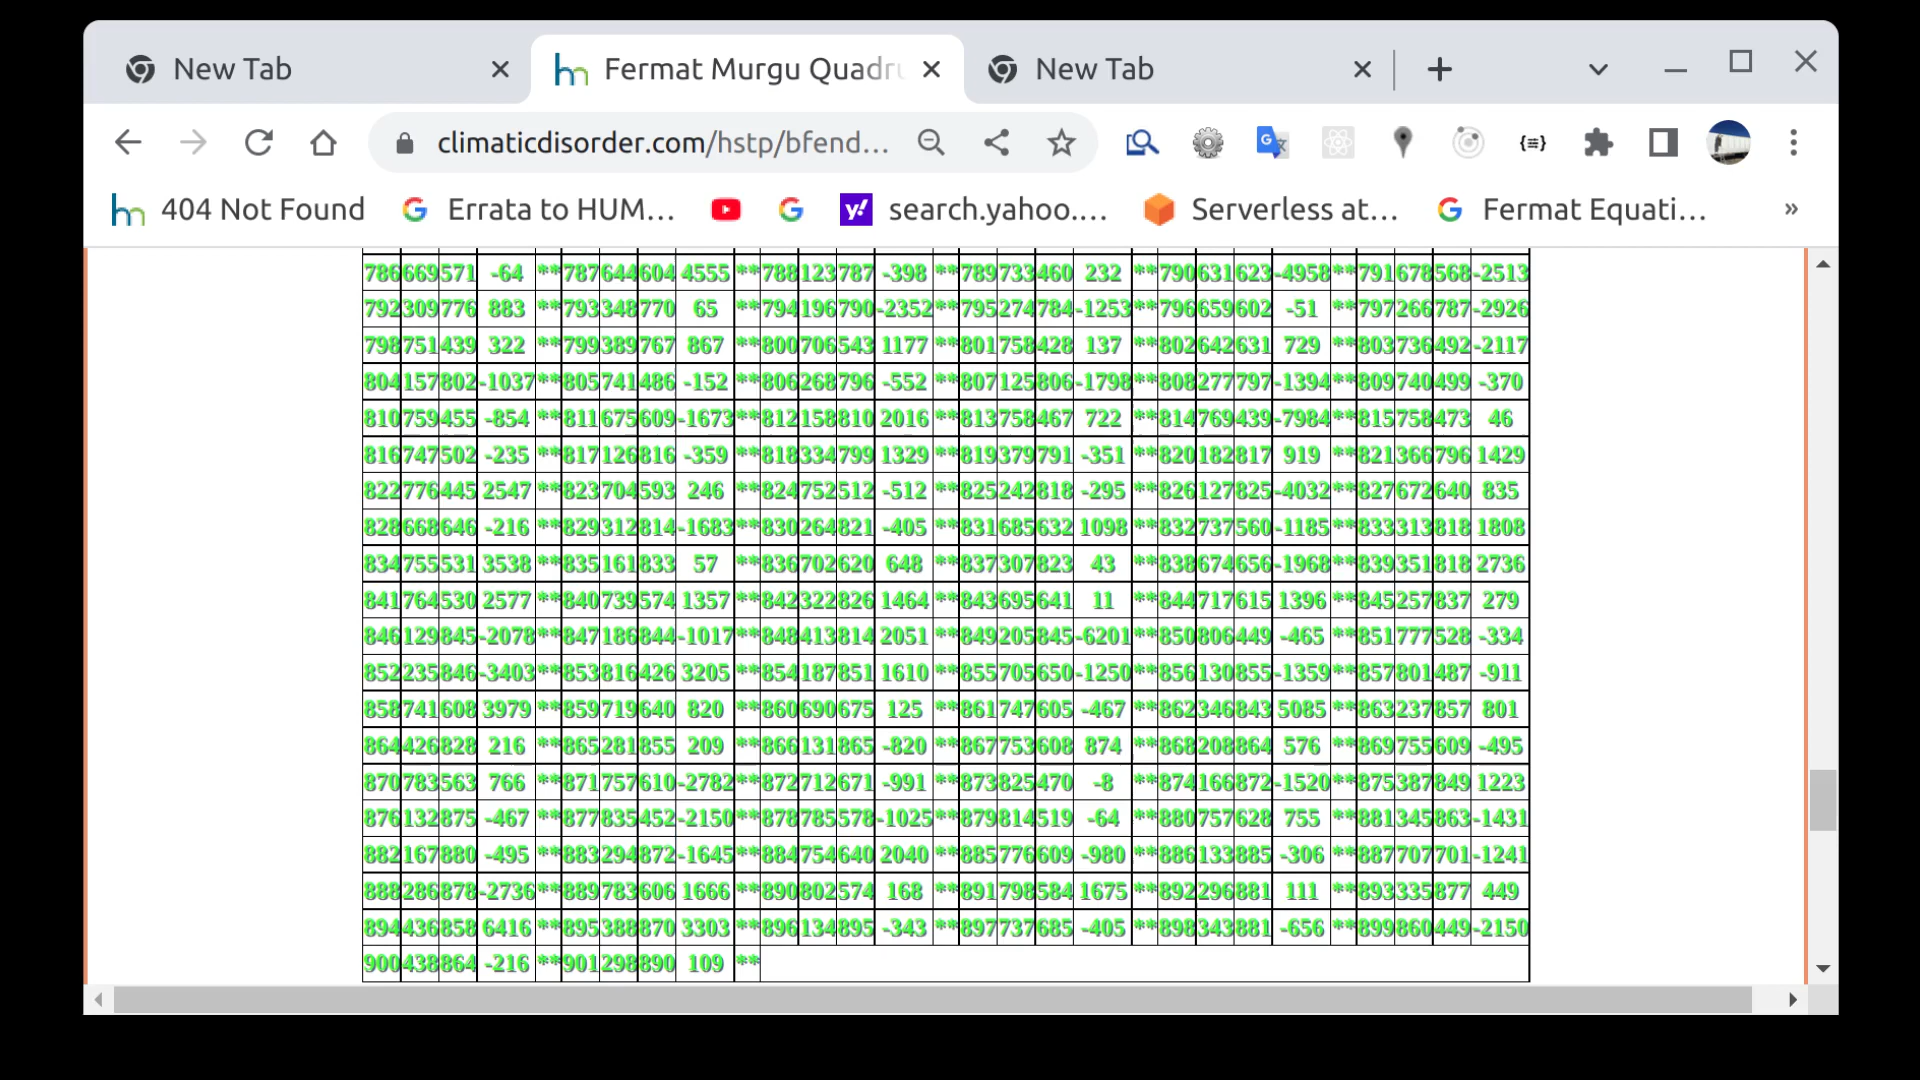 New Tab Fermat Murgu Quadru New Tab
climaticdisorder.com/hstp/bfend...
404 Not Found Errata to HUM... search.yahoo.... Serverless at... Fermat Equati... »
786 669 571 -64 ** 787 644 604 4555 ** 788 123 787 -398 ** 789 733 460 232 ** 790 631 623 -4958 ** 791 678 568 -2513
792 309 776 883 ** 793 348 770 65 ** 794 196 790 -2352 ** 795 274 784 -1253 ** 796 659 602 -51 ** 797 266 787 -2926
798 751 439 322 ** 799 389 767 867 ** 800 706 543 1177 ** 801 758 428 137 ** 802 642 631 729 ** 803 736 492 -2117
804 157 802 -1037 ** 805 741 486 -152 ** 806 268 796 -552 ** 807 125 806 -1798 ** 808 277 797 -1394 ** 809 740 499 -370
810 759 455 -854 ** 811 675 609 -1673 ** 812 158 810 2016 ** 813 758 467 722 ** 814 769 439 -7984 ** 815 758 473 46
816 747 502 -235 ** 817 126 816 -359 ** 818 334 799 1329 ** 819 379 791 -351 ** 820 182 817 919 ** 821 366 796 1429
822 776 445 2547 ** 823 704 593 246 ** 824 752 512 -512 ** 825 242 818 -295 ** 826 127 825 -4032 ** 827 672 640 835
828 668 646 -216 ** 829 312 814 -1683 ** 830 264 821 -405 ** 831 685 632 1098 ** 832 737 560 -1185 ** 833 313 818 1808
834 755 531 3538 ** 835 161 833 57 ** 836 702 620 648 ** 837 307 823 43 ** 838 674 656 -1968 ** 839 351 818 2736
841 764 530 2577 ** 840 739 574 1357 ** 842 322 826 1464 ** 843 695 641 11 ** 844 717 615 1396 ** 845 257 837 279
846 129 845 -2078 ** 847 186 844 -1017 ** 848 413 814 2051 ** 849 205 845 -6201 ** 850 806 449 -465 ** 851 777 528 -334
852 235 846 -3403 ** 853 816 426 3205 ** 854 187 851 1610 ** 855 705 650 -1250 ** 856 130 855 -1359 ** 857 801 487 -911
858 741 608 3979 ** 859 719 640 820 ** 860 690 675 125 ** 861 747 605 -467 ** 862 346 843 5085 ** 863 237 857 801
864 426 828 216 ** 865 281 855 209 ** 866 131 865 -820 ** 867 753 608 874 ** 868 208 864 576 ** 869 755 609 -495
870 783 563 766 ** 871 757 610 -2782 ** 872 712 671 -991 ** 873 825 470 -8 ** 874 166 872 -1520 ** 875 387 849 1223
876 132 875 -467 ** 877 835 452 -2150 ** 878 785 578 -1025 ** 879 814 519 -64 ** 880 757 628 755 ** 881 345 863 -1431
882 167 880 -495 ** 883 294 872 -1645 ** 884 754 640 2040 ** 885 776 609 -980 ** 886 133 885 -306 ** 887 707 701 -1241
888 286 878 -2736 ** 889 783 606 1666 ** 890 802 574 168 ** 891 798 584 1675 ** 892 296 881 111 ** 893 335 877 449
894 436 858 6416 ** 895 388 870 3303 ** 896 134 895 -343 ** 897 737 685 -405 ** 898 343 881 -656 ** 899 860 449 -2150
900 438 864 -216 ** 901 298 890 109 **